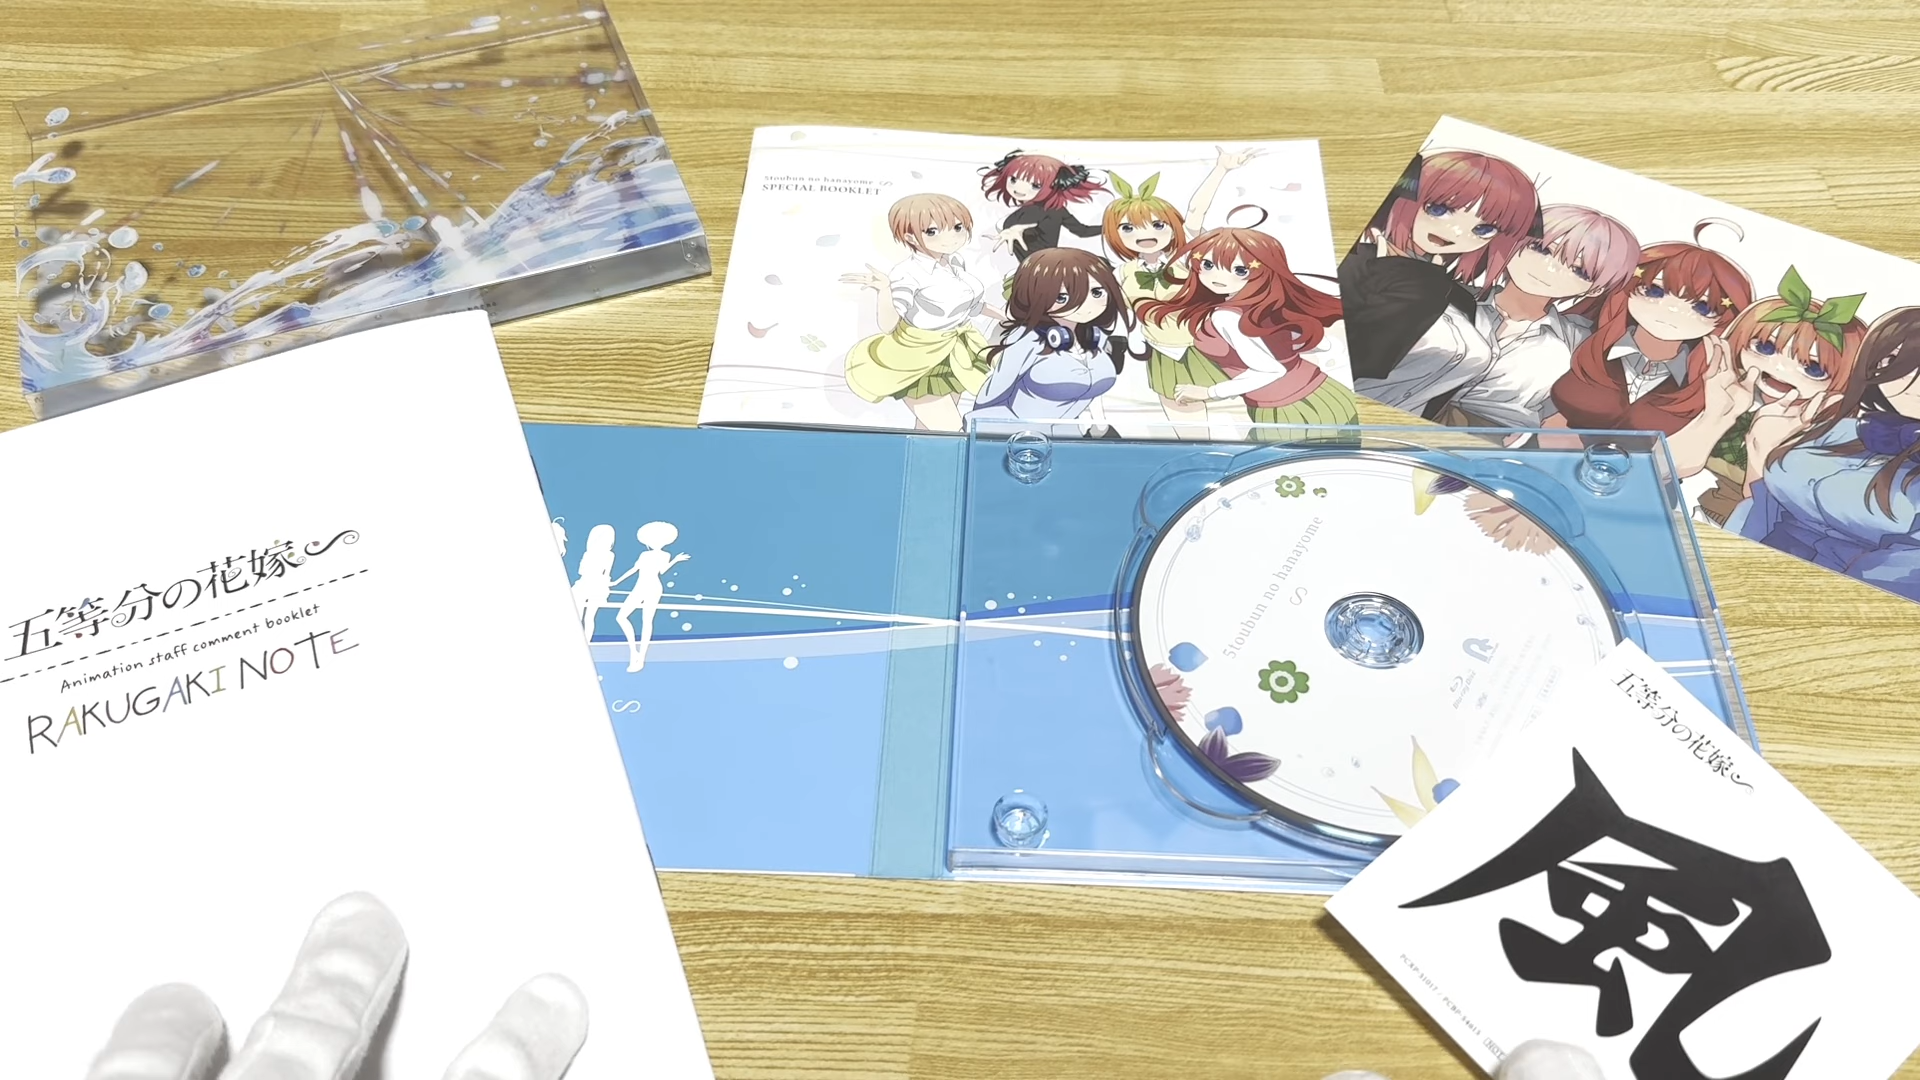 5toubun no hanayome ∽
SPECIAL BOOKLET
五等分の花嫁∽
Animation staff comment booklet
RAKUGAKI NOTE
∽
5toubun no hanayome
∽
五等分の花嫁∽
風